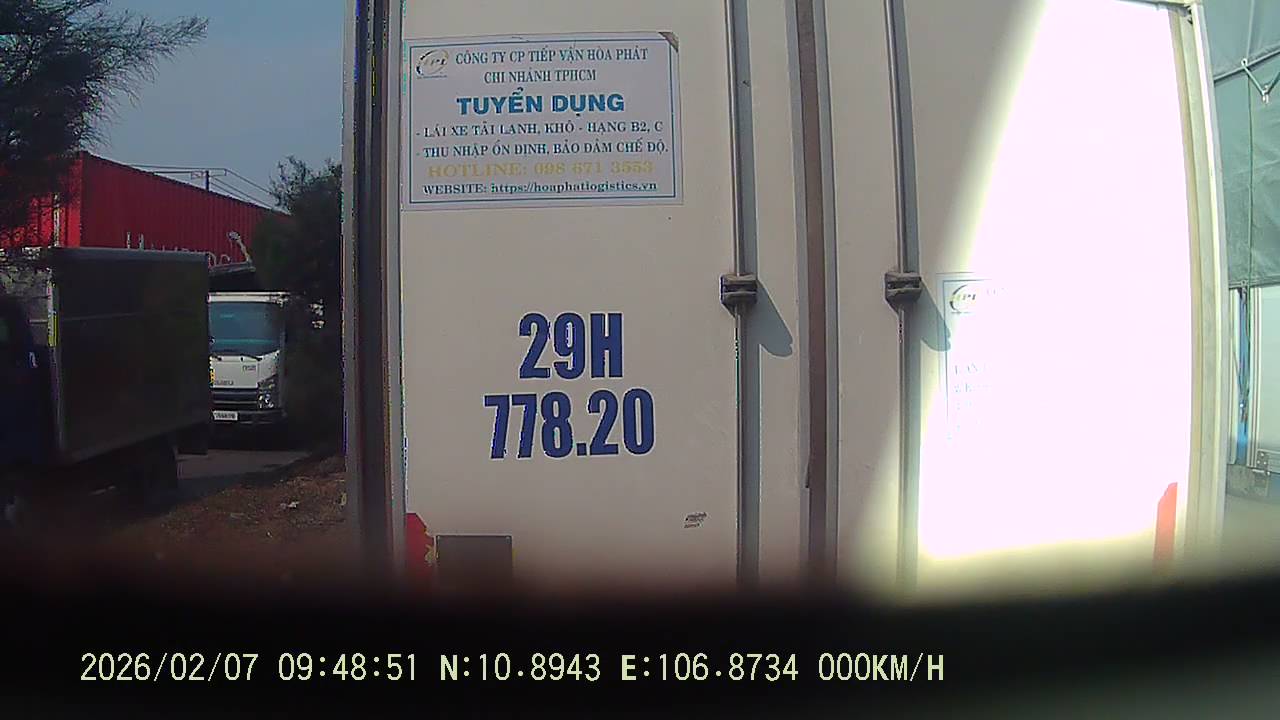 HPL CÔNG TY CP TIẾP VẬN HÒA PHÁT
CHI NHÁNH TPHCM
TUYỂN DỤNG
- LÁI XE TẢI LẠNH, KHÔ - HẠNG B2, C
- THU NHẬP ỔN ĐỊNH, BẢO ĐẢM CHẾ ĐỘ.
HOTLINE: 098 671 3553
WEBSITE: https://hoaphatlogistics.vn
29H
778.20
HPL
2026/02/07 09:48:51 N:10.8943 E:106.8734 000KM/H